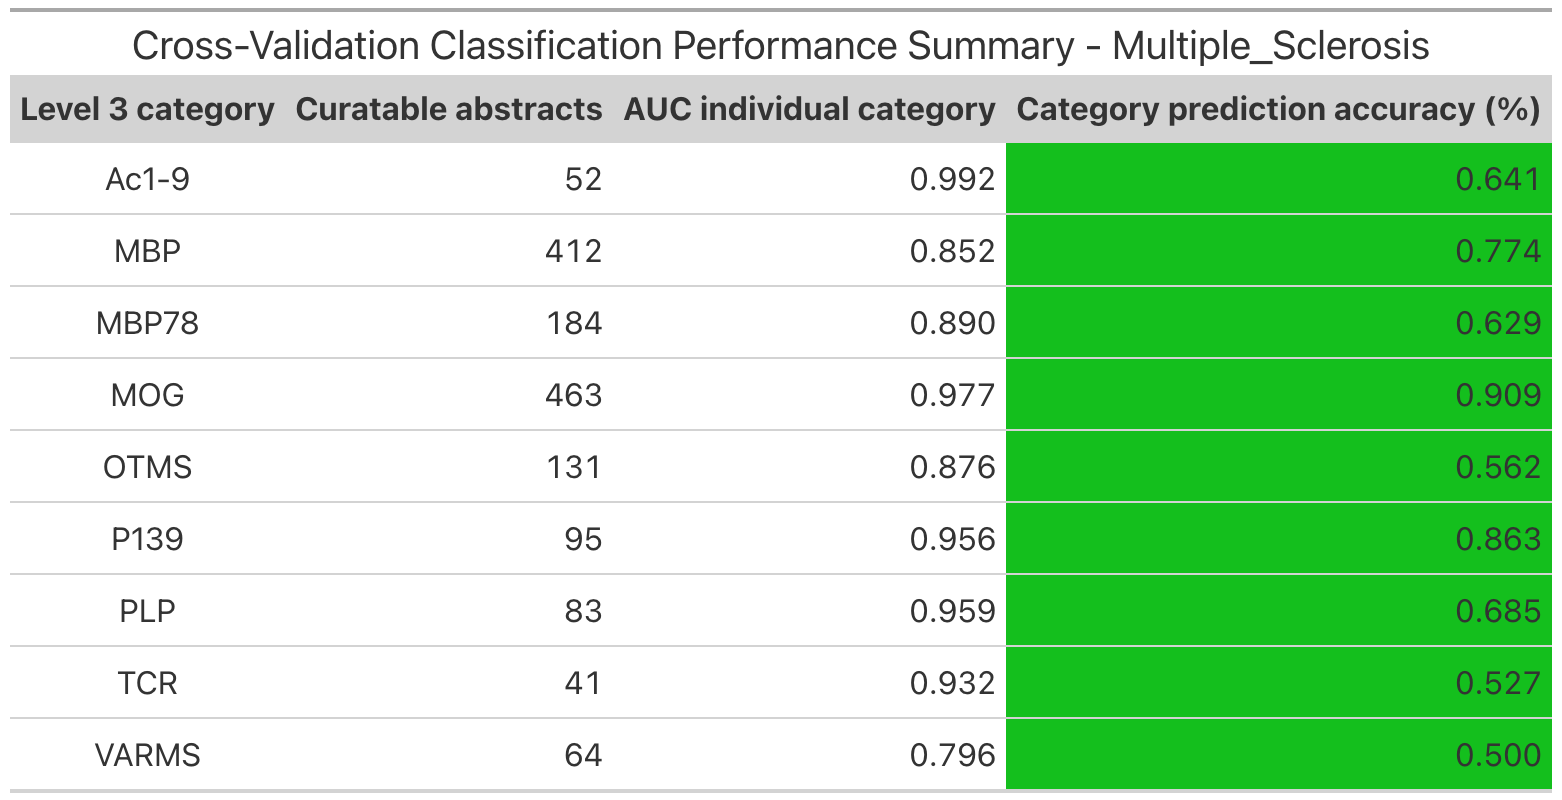 Cross-Validation Classification Performance Summary - Multiple_Sclerosis
Level 3 category Curatable abstracts AUC individual category Category prediction accuracy (%)
Ac1-9 52 0.992 0.641
MBP 412 0.852 0.774
MBP78 184 0.890 0.629
MOG 463 0.977 0.909
OTMS 131 0.876 0.562
P139 95 0.956 0.863
PLP 83 0.959 0.685
TCR 41 0.932 0.527
VARMS 64 0.796 0.500